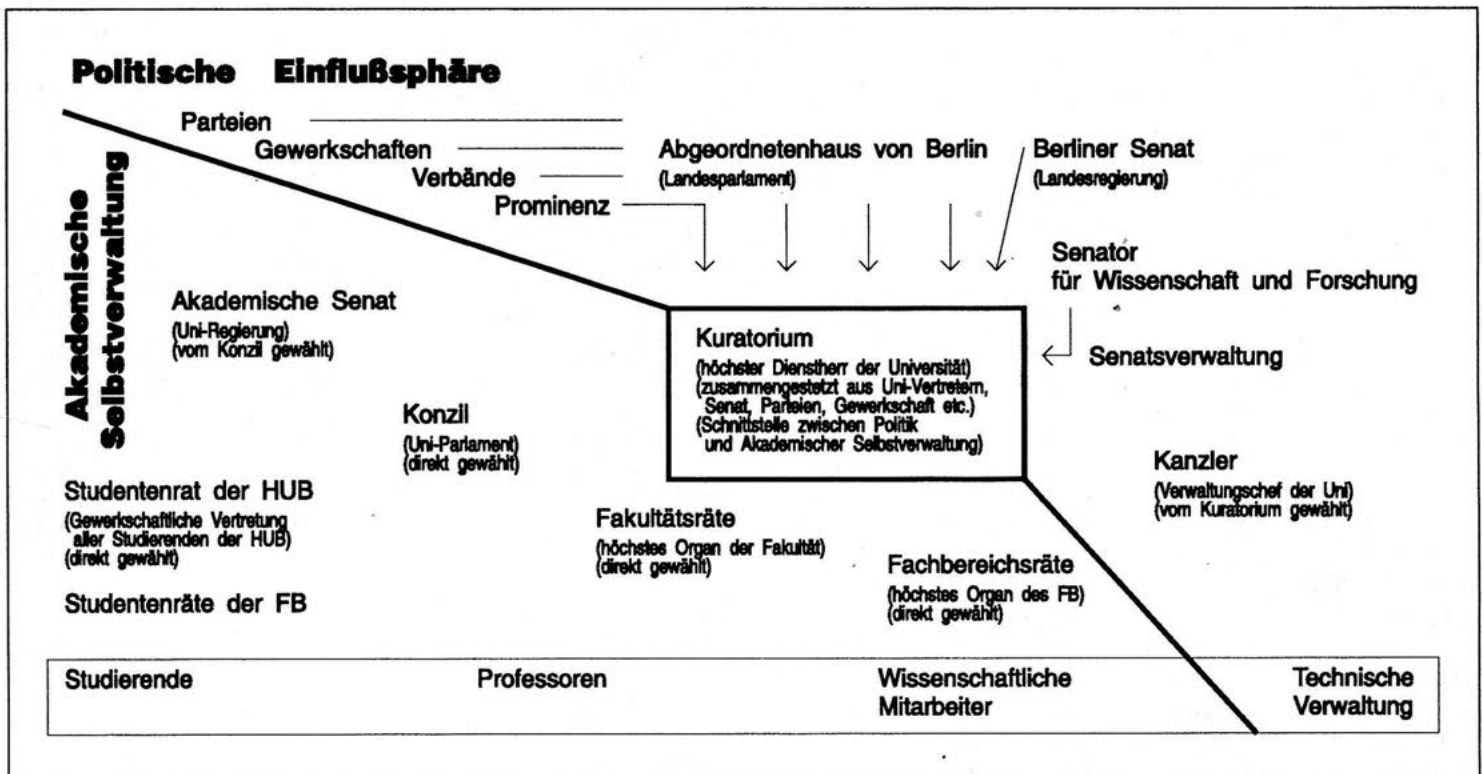 Politische Einflußsphäre
Akademische
Selbstverwaltung
Parteien
Gewerkschaften
Verbände
Prominenz
Abgeordnetenhaus von Berlin
(Landesparlament)
Berliner Senat
(Landesregierung)
Senator
für Wissenschaft und Forschung
Senatsverwaltung
Akademische Senat
(Uni-Regierung)
(vom Konzil gewählt)
Kuratorium
(höchster Dienstherr der Universität)
(zusammengestetzt aus Uni-Vertretern,
Senat, Parteien, Gewerkschaft etc.)
(Schnittstelle zwischen Politik
und Akademischer Selbstverwaltung)
Konzil
(Uni-Parlament)
(direkt gewählt)
Kanzler
(Verwaltungschef der Uni)
(vom Kuratorium gewählt)
Studentenrat der HUB
(Gewerkschaftliche Vertretung
aller Studierenden der HUB)
(direkt gewählt)
Fakultätsräte
(höchstes Organ der Fakultät)
(direkt gewählt)
Fachbereichsräte
(höchstes Organ des FB)
(direkt gewählt)
Studentenräte der FB
Studierende
Professoren
Wissenschaftliche
Mitarbeiter
Technische
Verwaltung